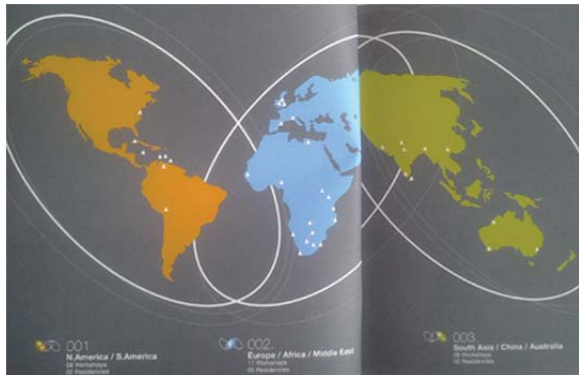 001
N.America / S.America
Workshops
Residencies
002.
Europe / Africa / Middle East
Workshops
Residencies
003
South Asia / China / Australia
Workshops
Residencies